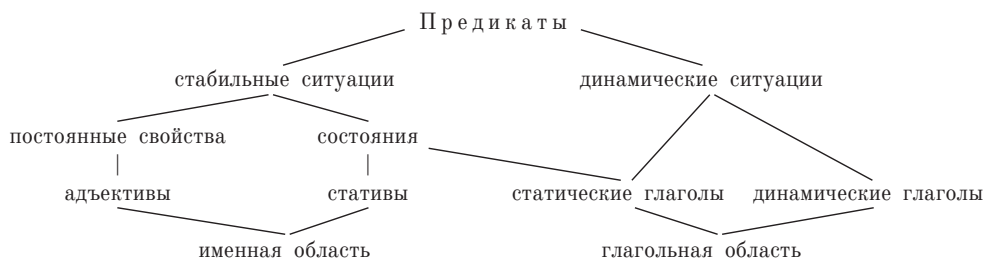 Предикаты
стабильные ситуации динамические ситуации
постоянные свойства состояния
адъективы стативы статические глаголы динамические глаголы
именная область глагольная область